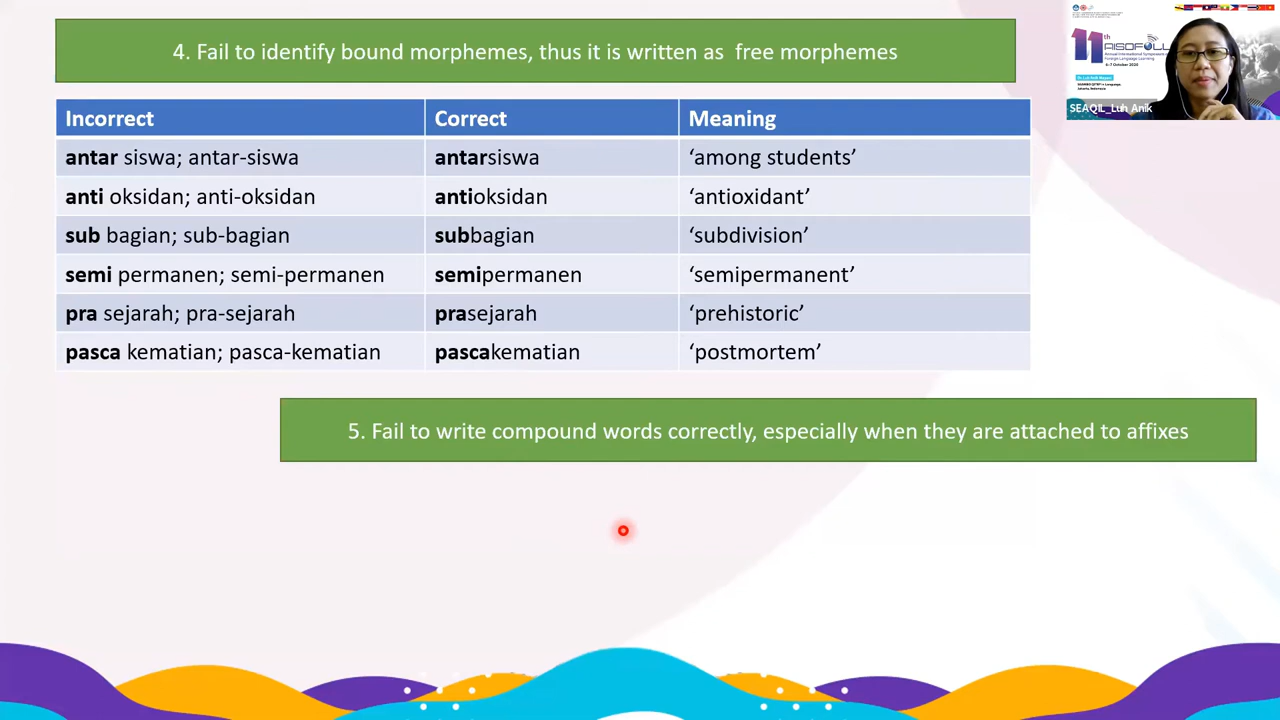 4. Fail to identify bound morphemes, thus it is written as free morphemes
Incorrect Correct Meaning
antar siswa; antar-siswa antarsiswa ‘among students’
anti oksidan; anti-oksidan antioksidan ‘antioxidant’
sub bagian; sub-bagian subbagian ‘subdivision’
semi permanen; semi-permanen semipermanen ‘semipermanent’
pra sejarah; pra-sejarah prasejarah ‘prehistoric’
pasca kematian; pasca-kematian pascakematian ‘postmortem’
5. Fail to write compound words correctly, especially when they are attached to affixes
11th AISOFOLL
SEAQIL_Luh Anik